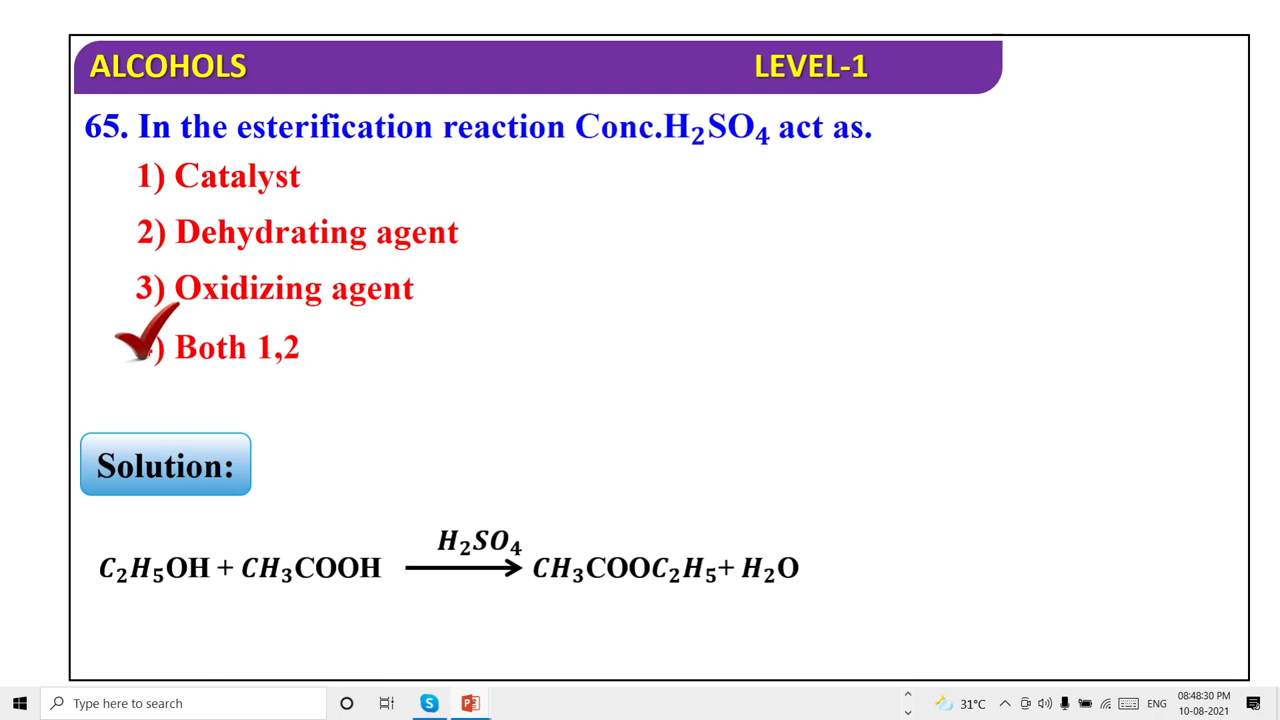 ALCOHOLS LEVEL-1
65. In the esterification reaction Conc.H₂SO₄ act as.
1) Catalyst
2) Dehydrating agent
3) Oxidizing agent
) Both 1,2
Solution:
H₂SO₄
C₂H₅OH + CH₃COOH ⟶ CH₃COOC₂H₅+ H₂O
Type here to search
31°C
ENG
08:48:30 PM
10-08-2021